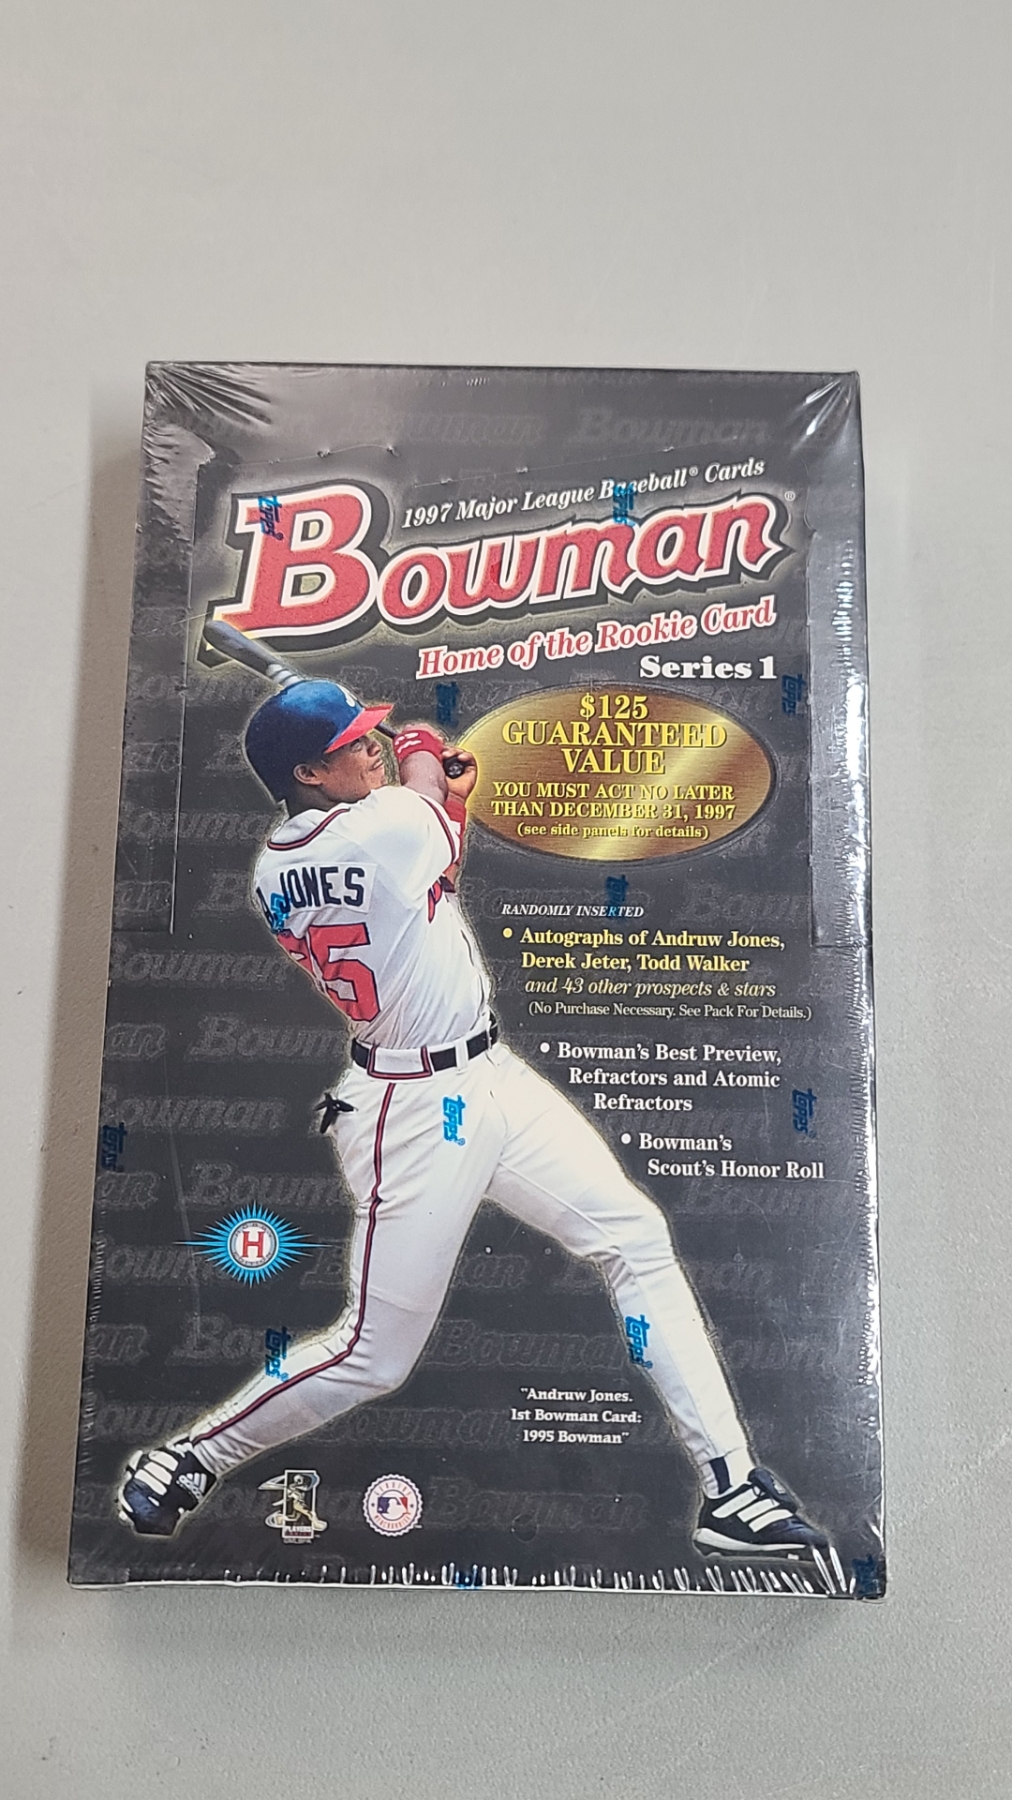 1997 Major League Baseball® Cards
Bowman®
Home of the Rookie Card
Series 1
$125
GUARANTEED
VALUE
YOU MUST ACT NO LATER
THAN DECEMBER 31, 1997
(see side panels for details)
A. JONES
25
RANDOMLY INSERTED
• Autographs of Andruw Jones,
Derek Jeter, Todd Walker
and 43 other prospects & stars
(No Purchase Necessary. See Pack For Details.)
• Bowman's Best Preview,
Refractors and Atomic
Refractors
• Bowman's
Scout's Honor Roll
H
"Andruw Jones.
1st Bowman Card:
1995 Bowman"
adidas
topps